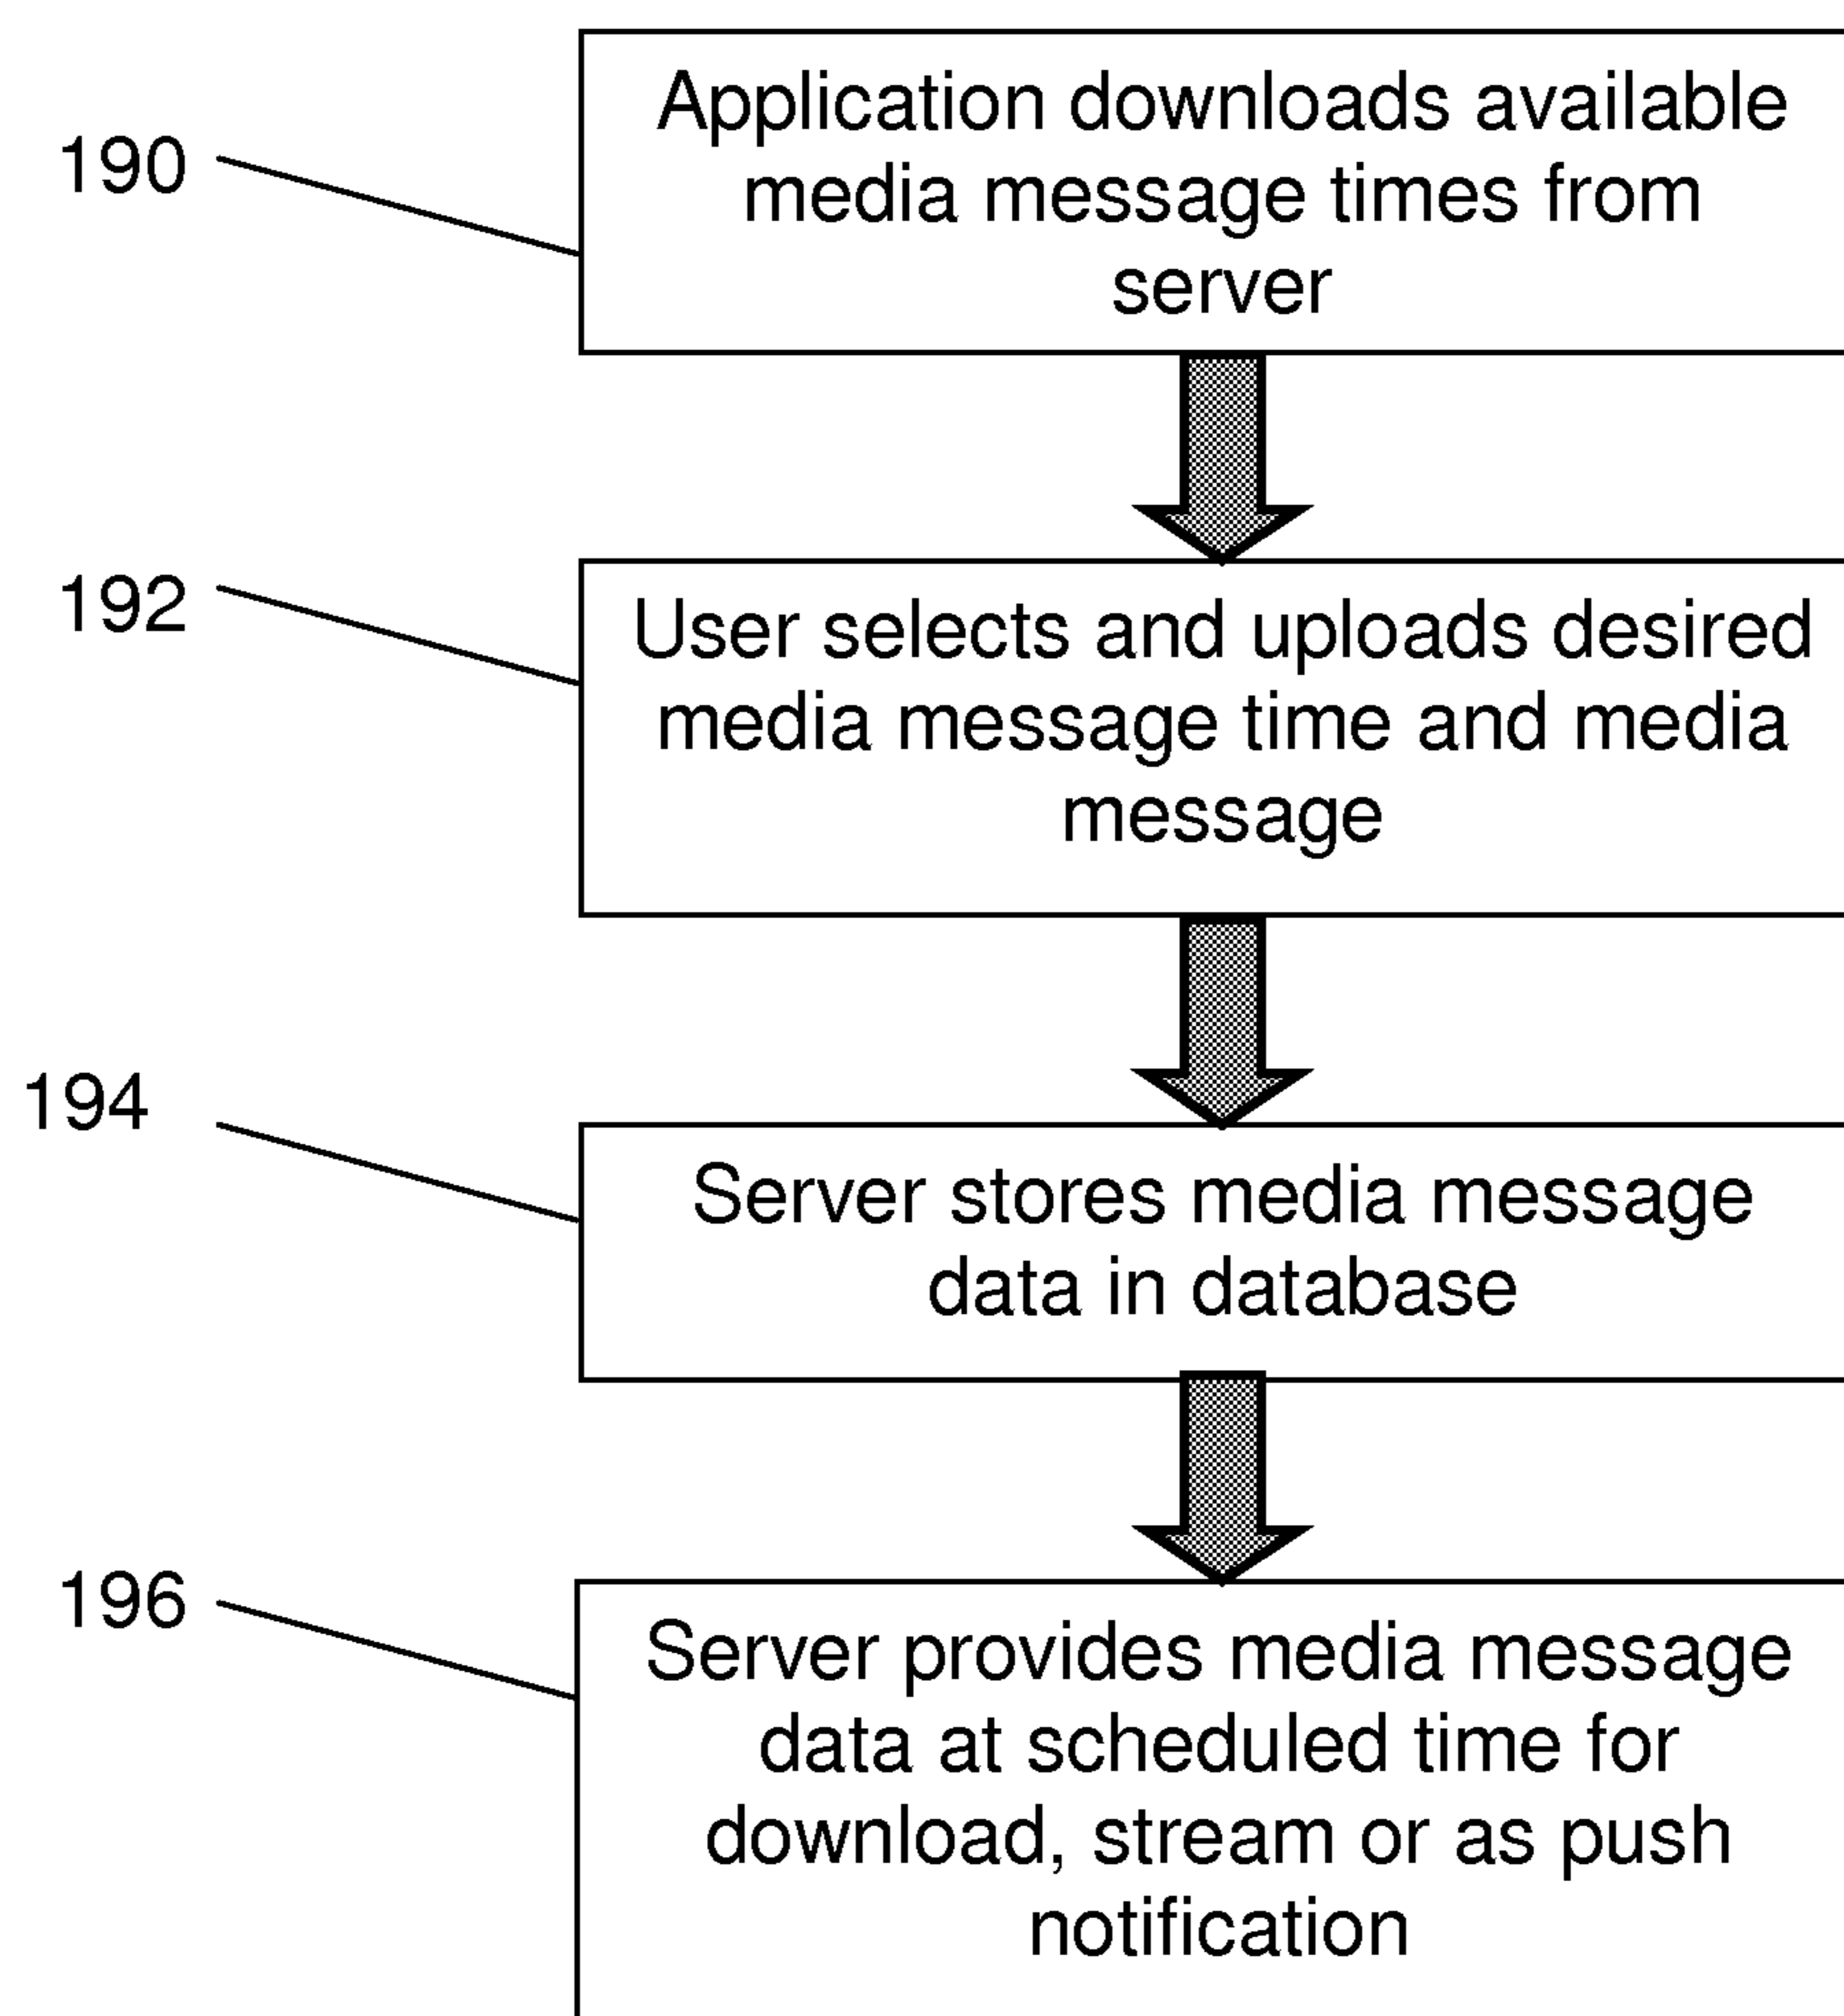 190
Application downloads available
media message times from
server
192
User selects and uploads desired
media message time and media
message
194
Server stores media message
data in database
196
Server provides media message
data at scheduled time for
download, stream or as push
notification